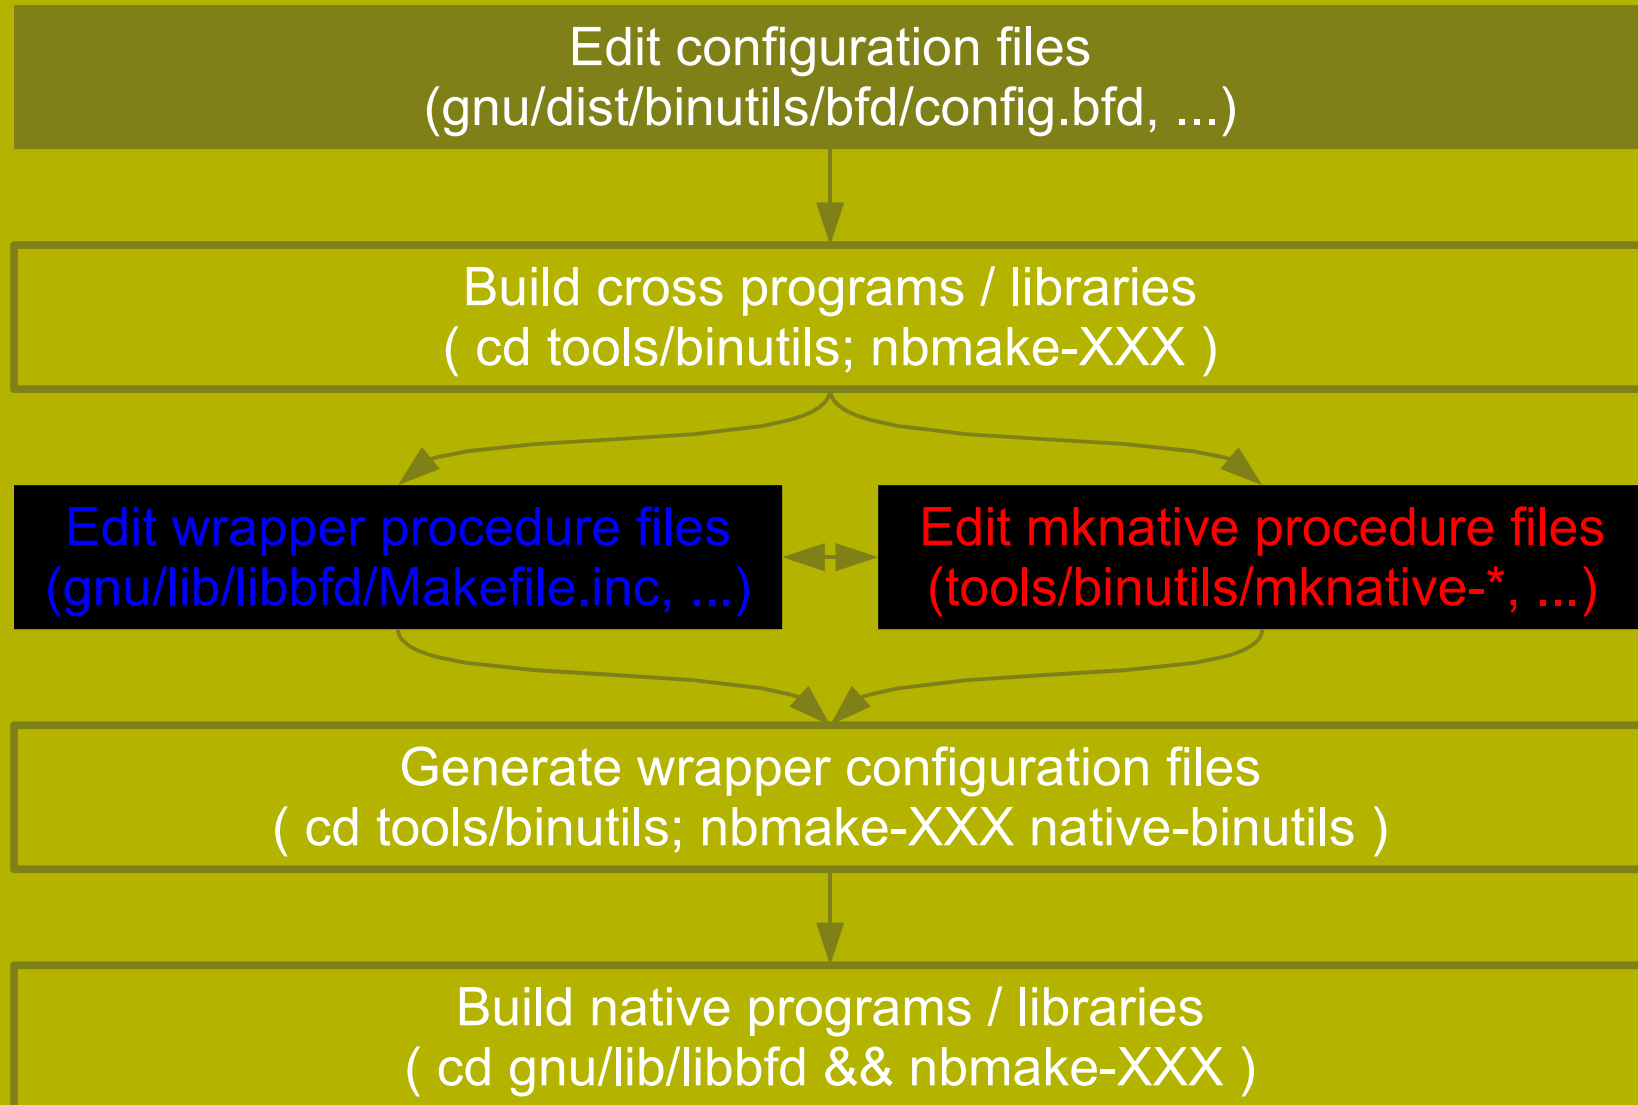 Edit configuration files
(gnu/dist/binutils/bfd/config.bfd, ...)
Build cross programs / libraries
( cd tools/binutils; nbmake-XXX )
Edit wrapper procedure files
(gnu/lib/libbfd/Makefile.inc, ...)
Edit mknative procedure files
(tools/binutils/mknative-*, ...)
Generate wrapper configuration files
( cd tools/binutils; nbmake-XXX native-binutils )
Build native programs / libraries
( cd gnu/lib/libbfd && nbmake-XXX )